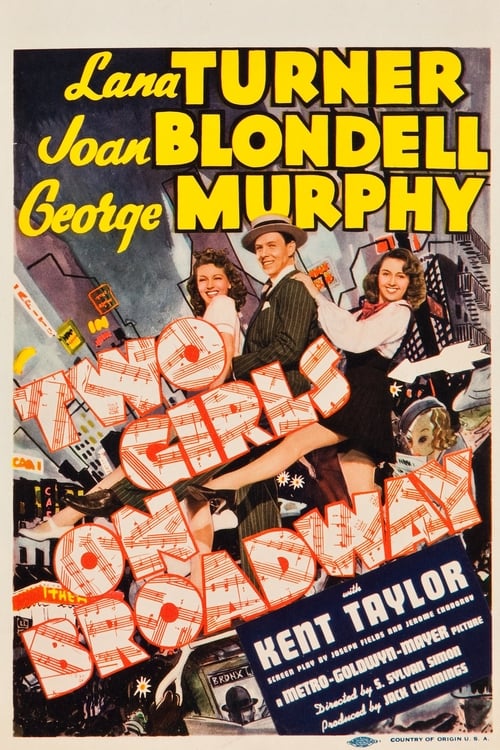 Lana TURNER
Joan BLONDELL
George MURPHY
TWO
GIRLS
ON
BROADWAY
with
KENT TAYLOR
SCREEN PLAY BY JOSEPH FIELDS AND JEROME CHODOROV
A METRO-GOLDWYN-MAYER PICTURE
Directed by S. SYLVAN SIMON
Produced by JACK CUMMINGS
BRONX
COUNTRY OF ORIGIN U. S. A.